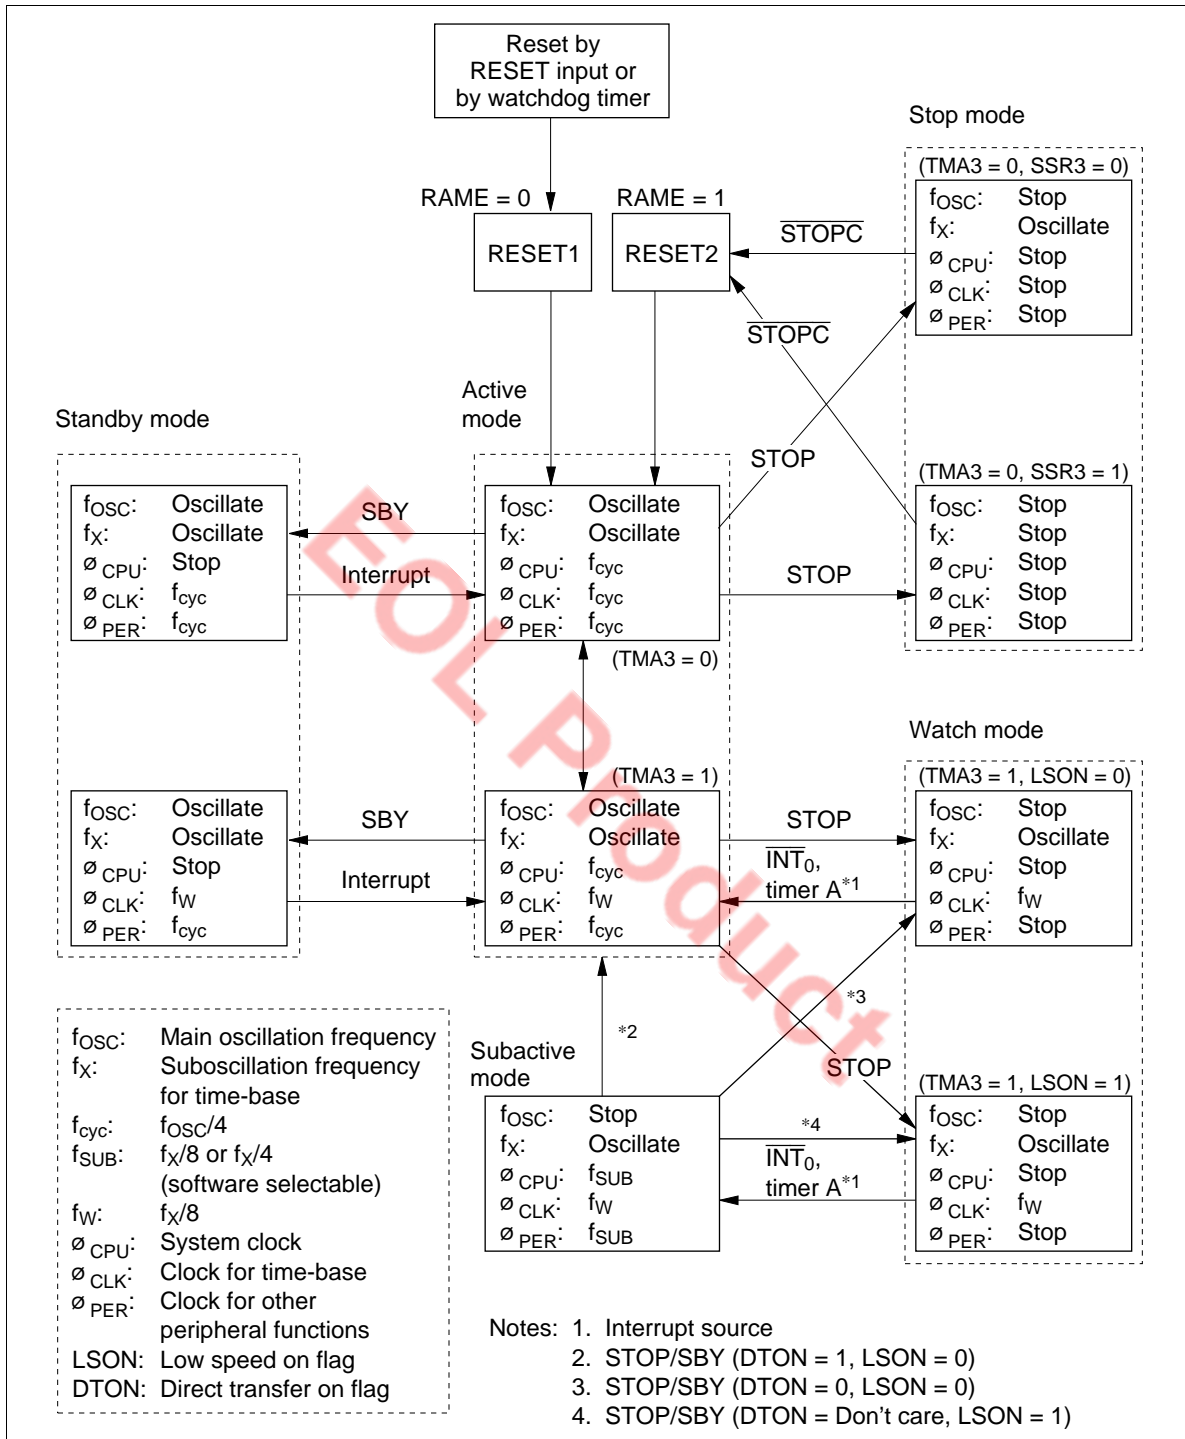 Reset by
RESET input or
by watchdog timer
Stop mode
(TMA3 = 0, SSR3 = 0)
RAME = 0
RAME = 1
RESET1
RESET2
STOPC
fOSC: Stop
fX: Oscillate
ø CPU: Stop
ø CLK: Stop
ø PER: Stop
STOPC
Active
mode
Standby mode
STOP
(TMA3 = 0, SSR3 = 1)
fOSC: Oscillate
fX: Oscillate
ø CPU: Stop
ø CLK: fcyc
ø PER: fcyc
SBY
Interrupt
fOSC: Oscillate
fX: Oscillate
ø CPU: fcyc
ø CLK: fcyc
ø PER: fcyc
(TMA3 = 0)
STOP
fOSC: Stop
fX: Stop
ø CPU: Stop
ø CLK: Stop
ø PER: Stop
EOL Product
Watch mode
(TMA3 = 1)
(TMA3 = 1, LSON = 0)
fOSC: Oscillate
fX: Oscillate
ø CPU: Stop
ø CLK: fW
ø PER: fcyc
SBY
Interrupt
fOSC: Oscillate
fX: Oscillate
ø CPU: fcyc
ø CLK: fW
ø PER: fcyc
STOP
INT0,
timer A*1
fOSC: Stop
fX: Oscillate
ø CPU: Stop
ø CLK: fW
ø PER: Stop
*2
*3
STOP
Subactive
mode
(TMA3 = 1, LSON = 1)
fOSC: Stop
fX: Oscillate
ø CPU: fSUB
ø CLK: fW
ø PER: fSUB
*4
INT0,
timer A*1
fOSC: Stop
fX: Oscillate
ø CPU: Stop
ø CLK: fW
ø PER: Stop
fOSC: Main oscillation frequency
fX: Suboscillation frequency
for time-base
fcyc: fOSC/4
fSUB: fX/8 or fX/4
(software selectable)
fW: fX/8
ø CPU: System clock
ø CLK: Clock for time-base
ø PER: Clock for other
peripheral functions
LSON: Low speed on flag
DTON: Direct transfer on flag
Notes: 1. Interrupt source
2. STOP/SBY (DTON = 1, LSON = 0)
3. STOP/SBY (DTON = 0, LSON = 0)
4. STOP/SBY (DTON = Don't care, LSON = 1)